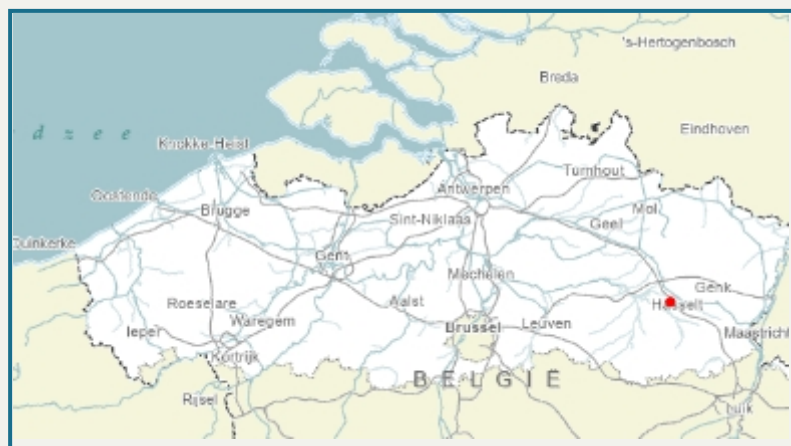 's-Hertogenbosch
Breda
Eindhoven
d z e e
Knokke-Heist
Turnhout
Antwerpen
Oostende
Mol
Brugge
Sint-Niklaas
Geel
Duinkerke
Gent
Mechelen
Genk
Roeselare
Aalst
Hasselt
Ieper
Waregem
Brussel
Leuven
Maastricht
Kortrijk
BELGIË
Rijsel
Luik